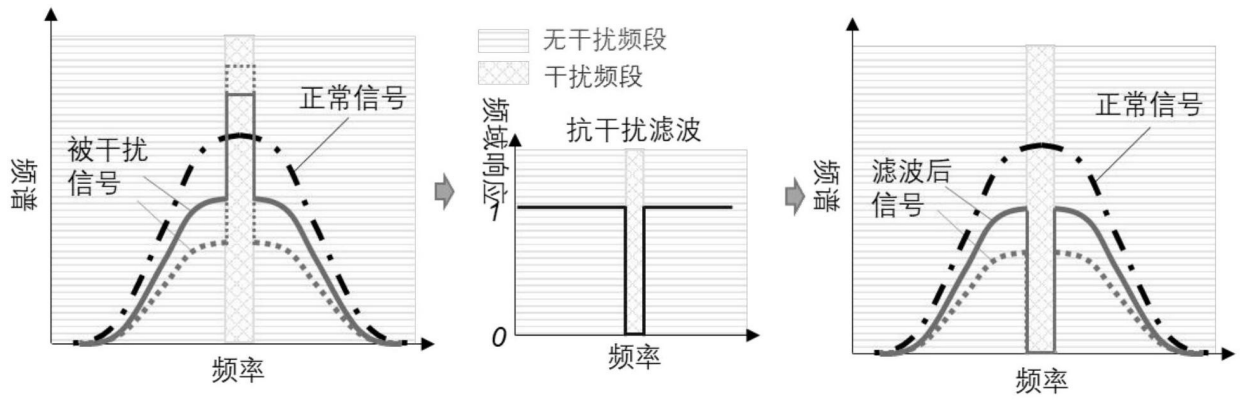 频谱
被干扰
信号
正常信号
频率
无干扰频段
干扰频段
频域响应
抗干扰滤波
1
0
频率
频谱
滤波后
信号
正常信号
频率